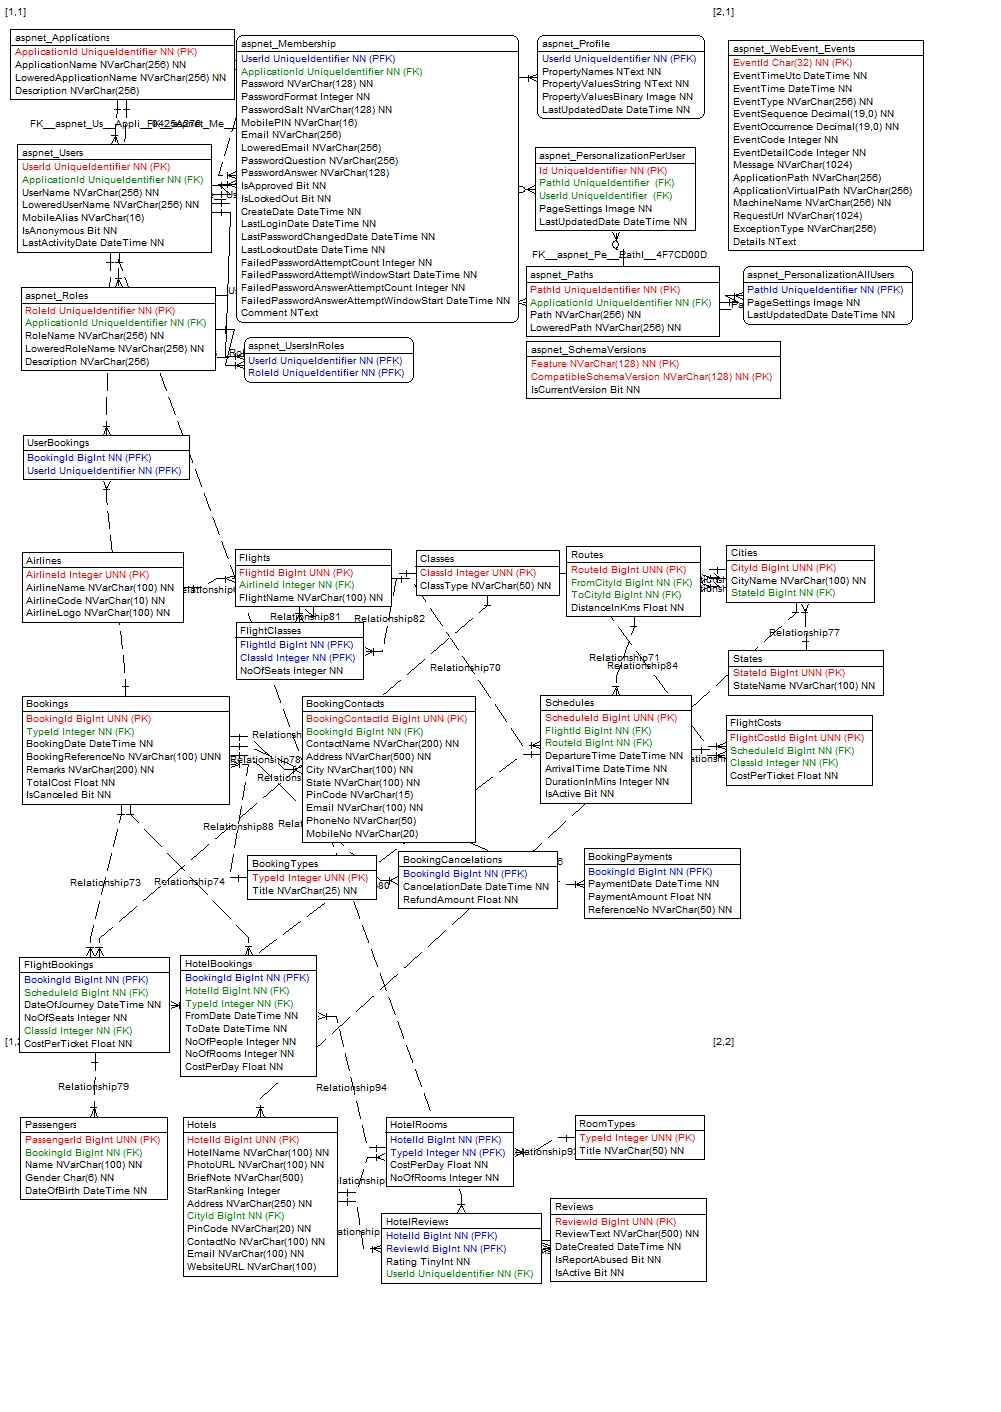 [1,1]
[2,1]
aspnet_Applications
ApplicationId UniqueIdentifier NN (PK)
ApplicationName NVarChar(256) NN
LoweredApplicationName NVarChar(256) NN
Description NVarChar(256)
aspnet_Membership
UserId UniqueIdentifier NN (PFK)
ApplicationId UniqueIdentifier NN (FK)
Password NVarChar(128) NN
PasswordFormat Integer NN
PasswordSalt NVarChar(128) NN
MobilePIN NVarChar(16)
Email NVarChar(256)
LoweredEmail NVarChar(256)
PasswordQuestion NVarChar(256)
PasswordAnswer NVarChar(128)
IsApproved Bit NN
IsLockedOut Bit NN
CreateDate DateTime NN
LastLoginDate DateTime NN
LastPasswordChangedDate DateTime NN
LastLockoutDate DateTime NN
FailedPasswordAttemptCount Integer NN
FailedPasswordAttemptWindowStart DateTime NN
FailedPasswordAnswerAttemptCount Integer NN
FailedPasswordAnswerAttemptWindowStart DateTime NN
Comment NText
aspnet_Profile
UserId UniqueIdentifier NN (PFK)
PropertyNames NText NN
PropertyValuesString NText NN
PropertyValuesBinary Image NN
LastUpdatedDate DateTime NN
aspnet_WebEvent_Events
EventId Char(32) NN (PK)
EventTimeUtc DateTime NN
EventTime DateTime NN
EventType NVarChar(256) NN
EventSequence Decimal(19,0) NN
EventOccurrence Decimal(19,0) NN
EventCode Integer NN
EventDetailCode Integer NN
Message NVarChar(1024)
ApplicationPath NVarChar(256)
ApplicationVirtualPath NVarChar(256)
MachineName NVarChar(256) NN
RequestUrl NVarChar(1024)
ExceptionType NVarChar(256)
Details NText
FK__aspnet_Us__Appli__
aspnet_Users
UserId UniqueIdentifier NN (PK)
ApplicationId UniqueIdentifier NN (FK)
UserName NVarChar(256) NN
LoweredUserName NVarChar(256) NN
MobileAlias NVarChar(16)
IsAnonymous Bit NN
LastActivityDate DateTime NN
aspnet_PersonalizationPerUser
Id UniqueIdentifier NN (PK)
PathId UniqueIdentifier (FK)
UserId UniqueIdentifier (FK)
PageSettings Image NN
LastUpdatedDate DateTime NN
FK__aspnet_Pe__PathI__4F7CD00D
aspnet_Paths
PathId UniqueIdentifier NN (PK)
ApplicationId UniqueIdentifier NN (FK)
Path NVarChar(256) NN
LoweredPath NVarChar(256) NN
aspnet_PersonalizationAllUsers
PathId UniqueIdentifier NN (PFK)
PageSettings Image NN
LastUpdatedDate DateTime NN
aspnet_Roles
RoleId UniqueIdentifier NN (PK)
ApplicationId UniqueIdentifier NN (FK)
RoleName NVarChar(256) NN
LoweredRoleName NVarChar(256) NN
Description NVarChar(256)
aspnet_UsersInRoles
UserId UniqueIdentifier NN (PFK)
RoleId UniqueIdentifier NN (PFK)
aspnet_SchemaVersions
Feature NVarChar(128) NN (PK)
CompatibleSchemaVersion NVarChar(128) NN (PK)
IsCurrentVersion Bit NN
UserBookings
BookingId BigInt NN (PFK)
UserId UniqueIdentifier NN (PFK)
Airlines
AirlineId Integer UNN (PK)
AirlineName NVarChar(100) NN
AirlineCode NVarChar(10) NN
AirlineLogo NVarChar(100) NN
Flights
FlightId BigInt UNN (PK)
AirlineId Integer NN (FK)
FlightName NVarChar(100) NN
Classes
ClassId Integer UNN (PK)
ClassType NVarChar(50) NN
Routes
RouteId BigInt UNN (PK)
FromCityId BigInt NN (FK)
ToCityId BigInt NN (FK)
DistanceInKms Float NN
Cities
CityId BigInt UNN (PK)
CityName NVarChar(100) NN
StateId BigInt NN (FK)
Relationship81
Relationship82
FlightClasses
FlightId BigInt NN (PFK)
ClassId Integer NN (PFK)
NoOfSeats Integer NN
Relationship77
Relationship70
Relationship71
Relationship84
States
StateId BigInt UNN (PK)
StateName NVarChar(100) NN
Bookings
BookingId BigInt UNN (PK)
TypeId Integer NN (FK)
BookingDate DateTime NN
BookingReferenceNo NVarChar(100) UNN
Remarks NVarChar(200) NN
TotalCost Float NN
IsCanceled Bit NN
BookingContacts
BookingContactId BigInt UNN (PK)
BookingId BigInt NN (FK)
ContactName NVarChar(200) NN
Address NVarChar(500) NN
City NVarChar(100) NN
State NVarChar(100) NN
PinCode NVarChar(15)
Email NVarChar(100) NN
PhoneNo NVarChar(50)
MobileNo NVarChar(20)
Schedules
ScheduleId BigInt UNN (PK)
FlightId BigInt NN (FK)
RouteId BigInt NN (FK)
DepartureTime DateTime NN
ArrivalTime DateTime NN
DurationInMins Integer NN
IsActive Bit NN
FlightCosts
FlightCostId BigInt UNN (PK)
ScheduleId BigInt NN (FK)
ClassId Integer NN (FK)
CostPerTicket Float NN
Relationship78
Relationship88
Relationship73
Relationship74
BookingTypes
TypeId Integer UNN (PK)
Title NVarChar(25) NN
BookingCancelations
BookingId BigInt NN (PFK)
CancelationDate DateTime NN
RefundAmount Float NN
BookingPayments
BookingId BigInt NN (PFK)
PaymentDate DateTime NN
PaymentAmount Float NN
ReferenceNo NVarChar(50) NN
FlightBookings
BookingId BigInt NN (PFK)
ScheduleId BigInt NN (FK)
DateOfJourney DateTime NN
NoOfSeats Integer NN
ClassId Integer NN (FK)
CostPerTicket Float NN
HotelBookings
BookingId BigInt NN (PFK)
HotelId BigInt NN (FK)
TypeId Integer NN (FK)
FromDate DateTime NN
ToDate DateTime NN
NoOfPeople Integer NN
NoOfRooms Integer NN
CostPerDay Float NN
[2,2]
Relationship79
Relationship94
Passengers
PassengerId BigInt UNN (PK)
BookingId BigInt NN (FK)
Name NVarChar(100) NN
Gender Char(6) NN
DateOfBirth DateTime NN
Hotels
HotelId BigInt UNN (PK)
HotelName NVarChar(100) NN
PhotoURL NVarChar(100) NN
BriefNote NVarChar(500)
StarRanking Integer
Address NVarChar(250) NN
CityId BigInt NN (FK)
PinCode NVarChar(20) NN
ContactNo NVarChar(100) NN
Email NVarChar(100) NN
WebsiteURL NVarChar(100)
HotelRooms
HotelId BigInt NN (PFK)
TypeId Integer NN (PFK)
CostPerDay Float NN
NoOfRooms Integer NN
RoomTypes
TypeId Integer UNN (PK)
Title NVarChar(50) NN
HotelReviews
HotelId BigInt NN (PFK)
ReviewId BigInt NN (PFK)
Rating TinyInt NN
UserId UniqueIdentifier NN (FK)
Reviews
ReviewId BigInt UNN (PK)
ReviewText NVarChar(500) NN
DateCreated DateTime NN
IsReportAbused Bit NN
IsActive Bit NN